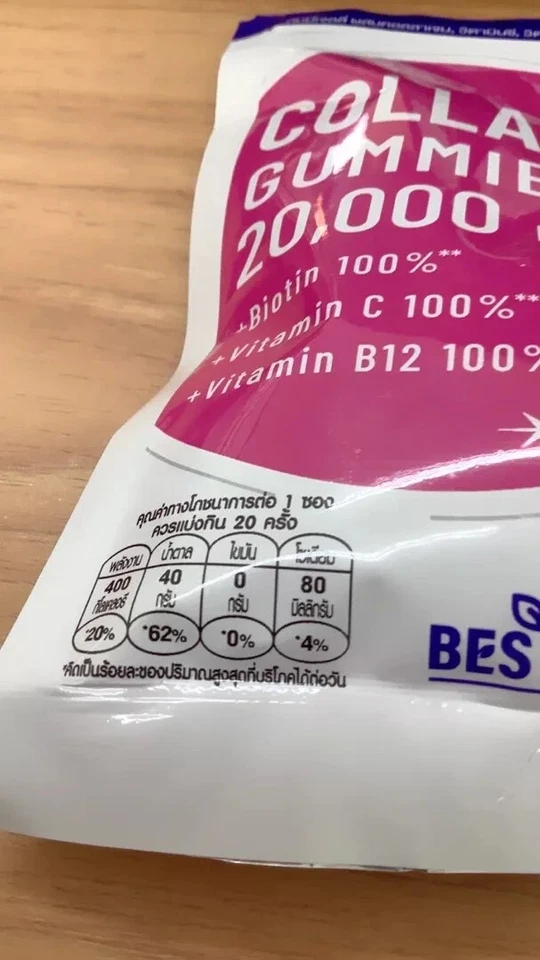 COLLA
GUMMIE
20,000
+Biotin 100%**
+Vitamin C 100%**
+Vitamin B12 100%
คุณค่าทางโภชนาการต่อ 1 ซอง
ควรแบ่งกิน 20 ครั้ง
พลังงาน น้ำตาล ไขมัน โซเดียม
400 40 0 80
กิโลแคลอรี กรัม กรัม มิลลิกรัม
*20% *62% *0% *4%
*คิดเป็นร้อยละของปริมาณสูงสุดที่บริโภคได้ต่อวัน
BES